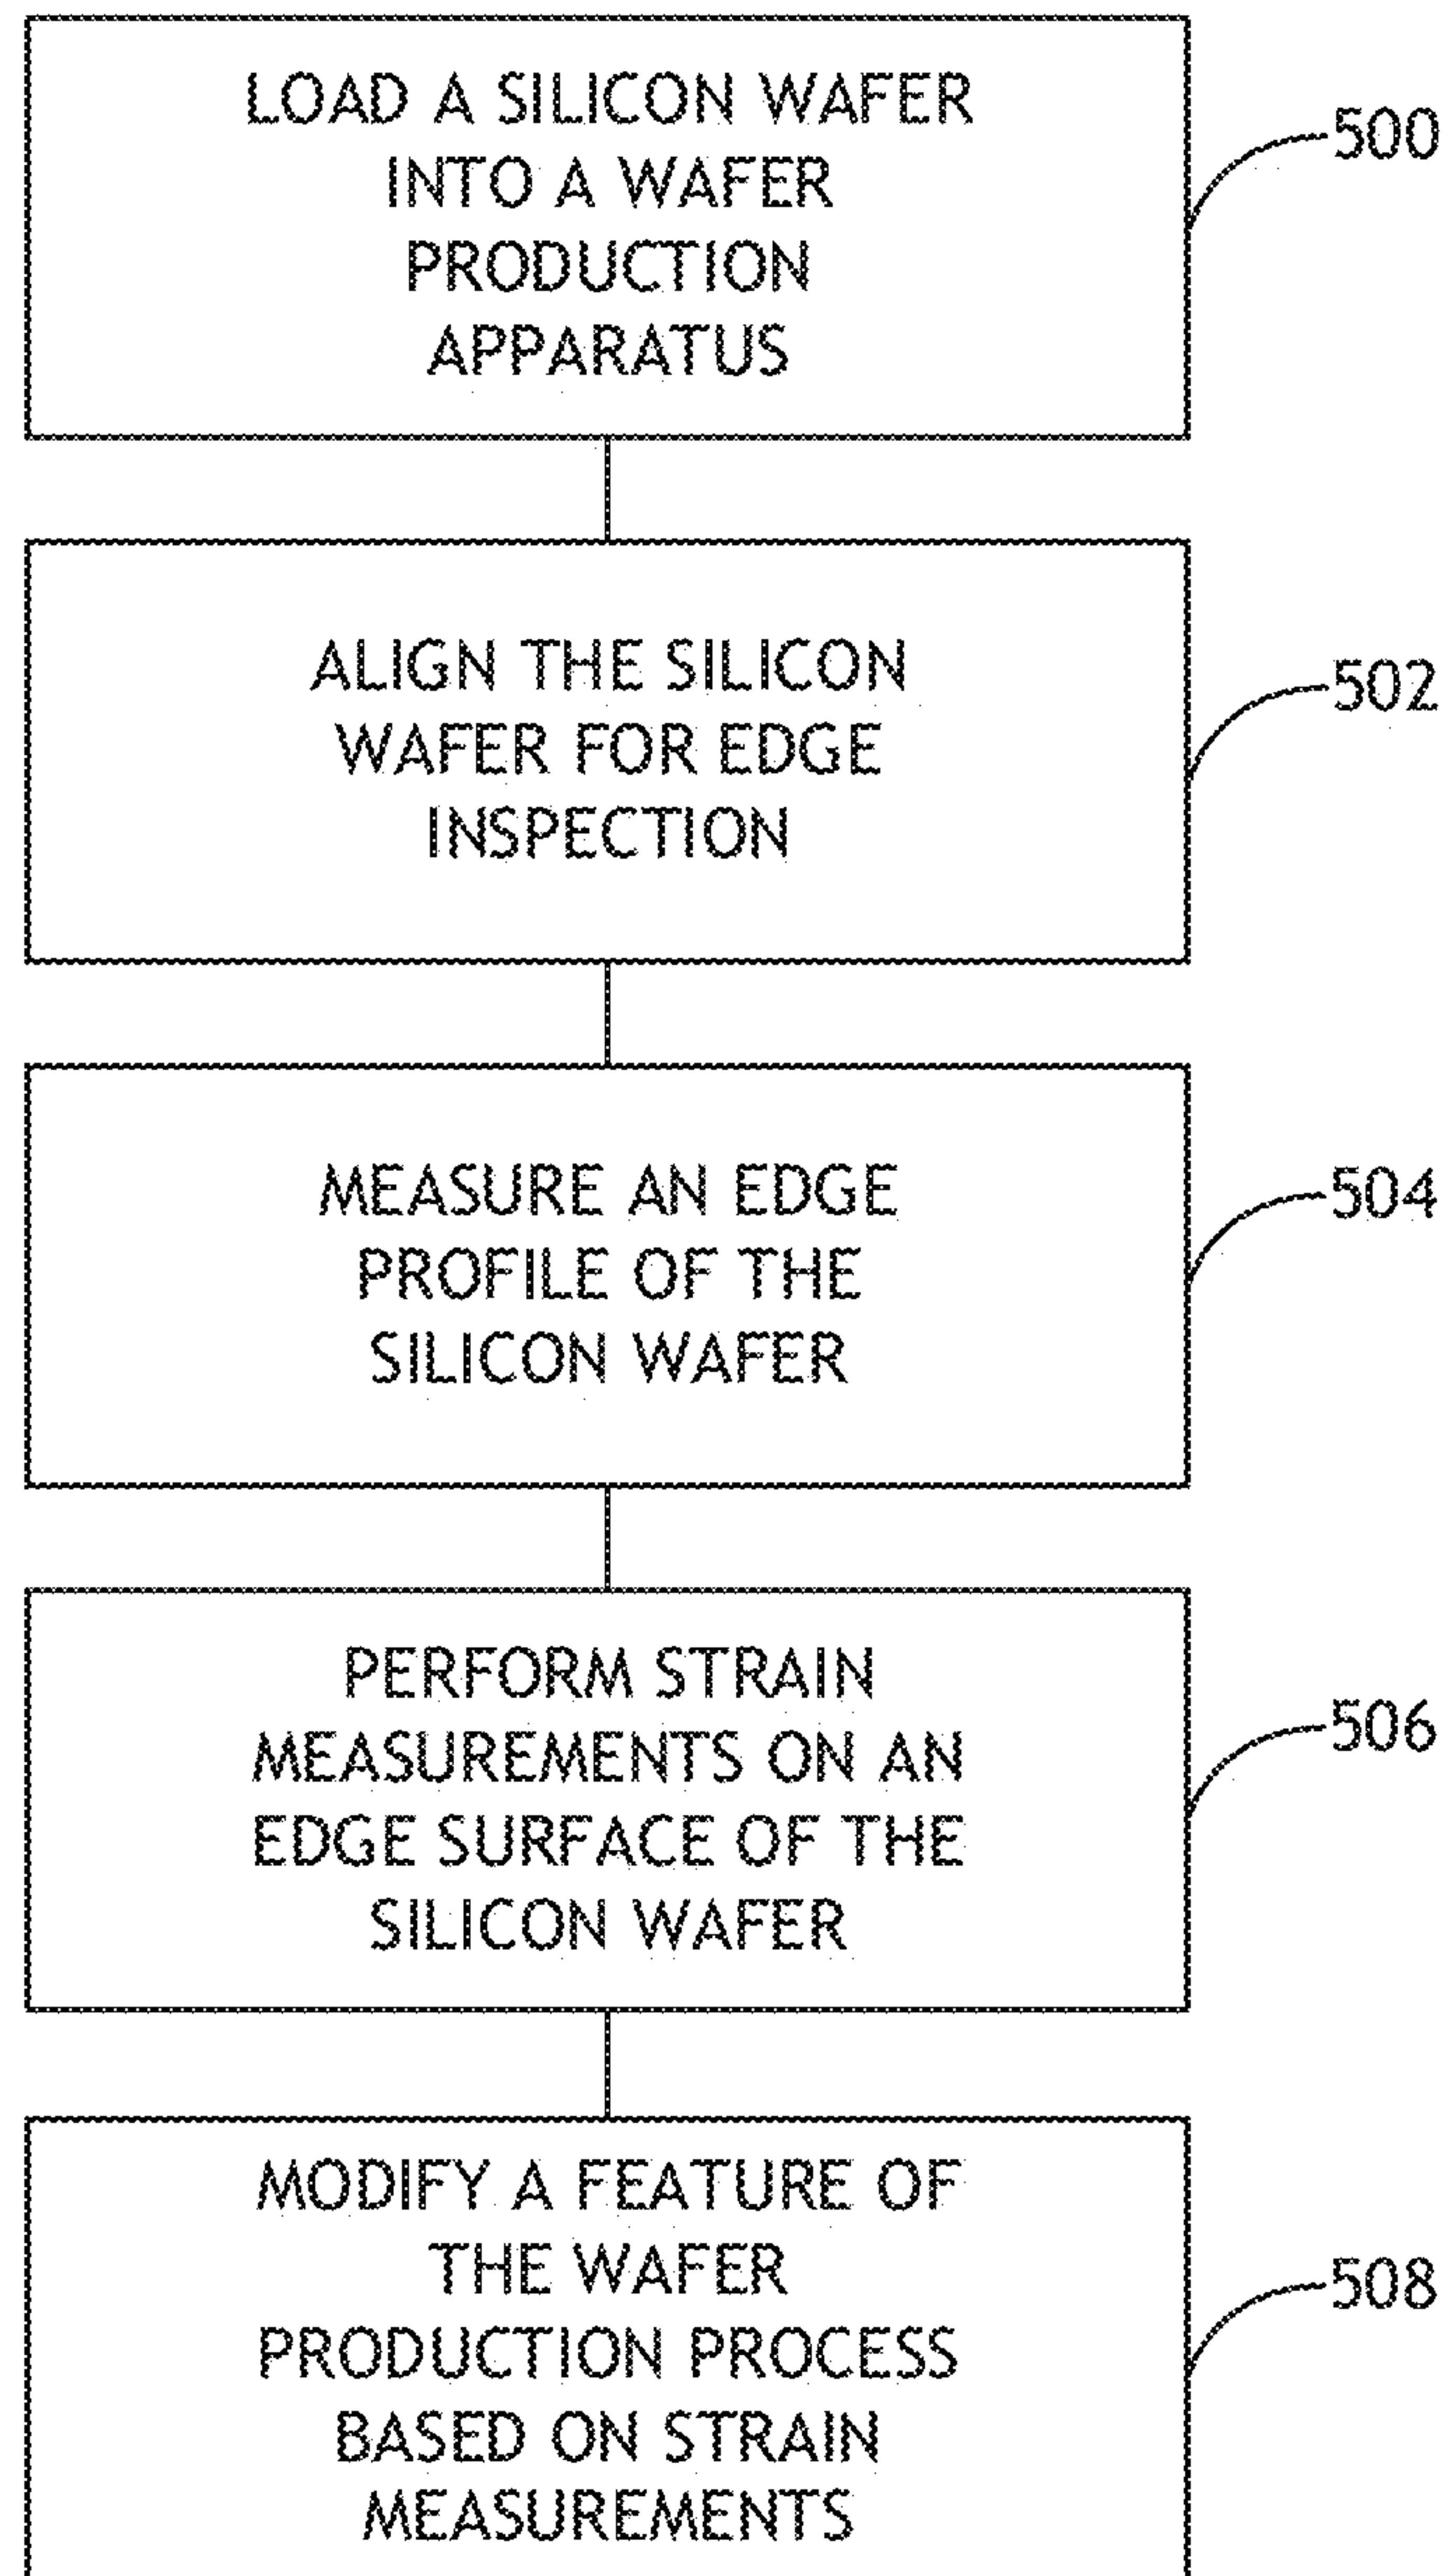 LOAD A SILICON WAFER
INTO A WAFER
PRODUCTION
APPARATUS
500
ALIGN THE SILICON
WAFER FOR EDGE
INSPECTION
502
MEASURE AN EDGE
PROFILE OF THE
SILICON WAFER
504
PERFORM STRAIN
MEASUREMENTS ON AN
EDGE SURFACE OF THE
SILICON WAFER
506
MODIFY A FEATURE OF
THE WAFER
PRODUCTION PROCESS
BASED ON STRAIN
MEASUREMENTS
508